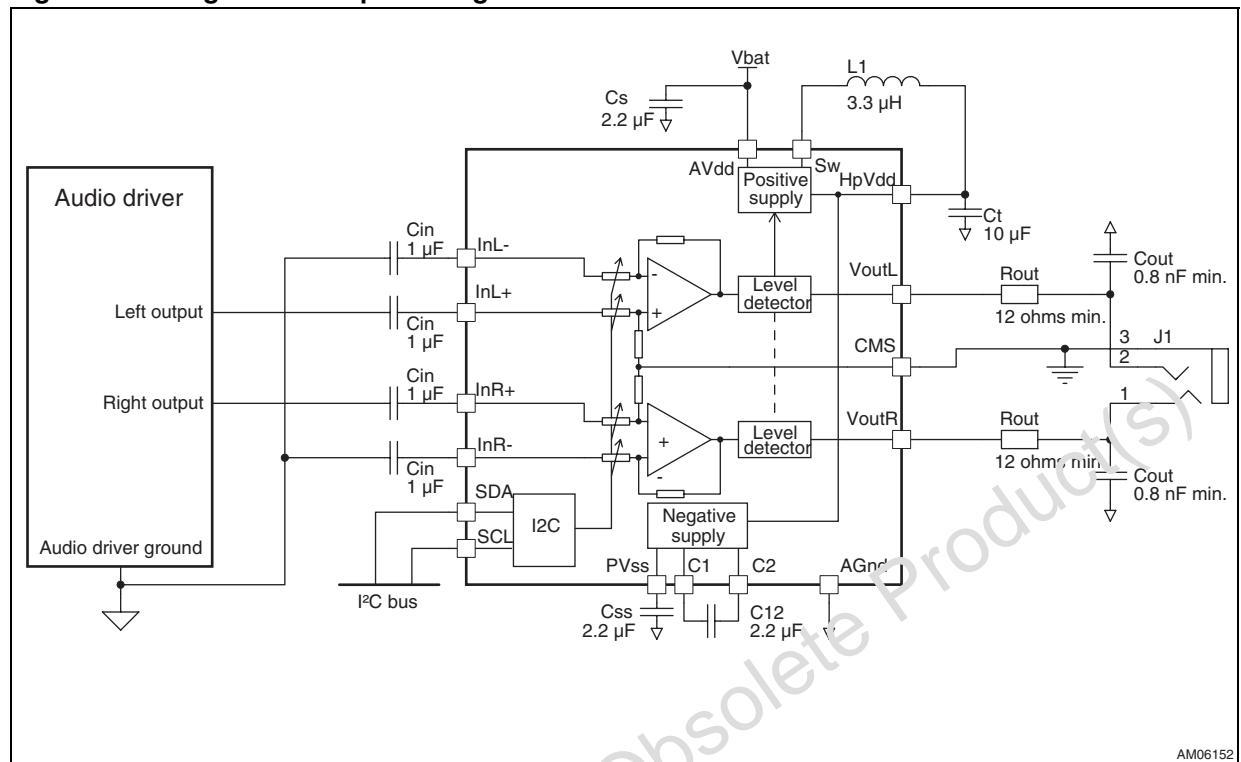 Vbat
L1
Cs
2.2 µF
3.3 µH
AVdd
Sw
Positive
supply
HpVdd
Ct
10 µF
Audio driver
Cin
1 µF
InL-
Cout
0.8 nF min.
-
Level
detector
VoutL
Rout
12 ohms min.
Left output
InL+
+
Cin
1 µF
CMS
3
J1
2
Right output
Cin
1 µF
InR+
1
+
Level
detector
VoutR
Rout
12 ohms min.
InR-
Cin
1 µF
-
Cout
0.8 nF min.
SDA
I2C
SCL
Negative
supply
Audio driver ground
PVss
C1
C2
AGnd
I²C bus
Css
2.2 µF
C12
2.2 µF
Obsolete Product(s)
AM06152